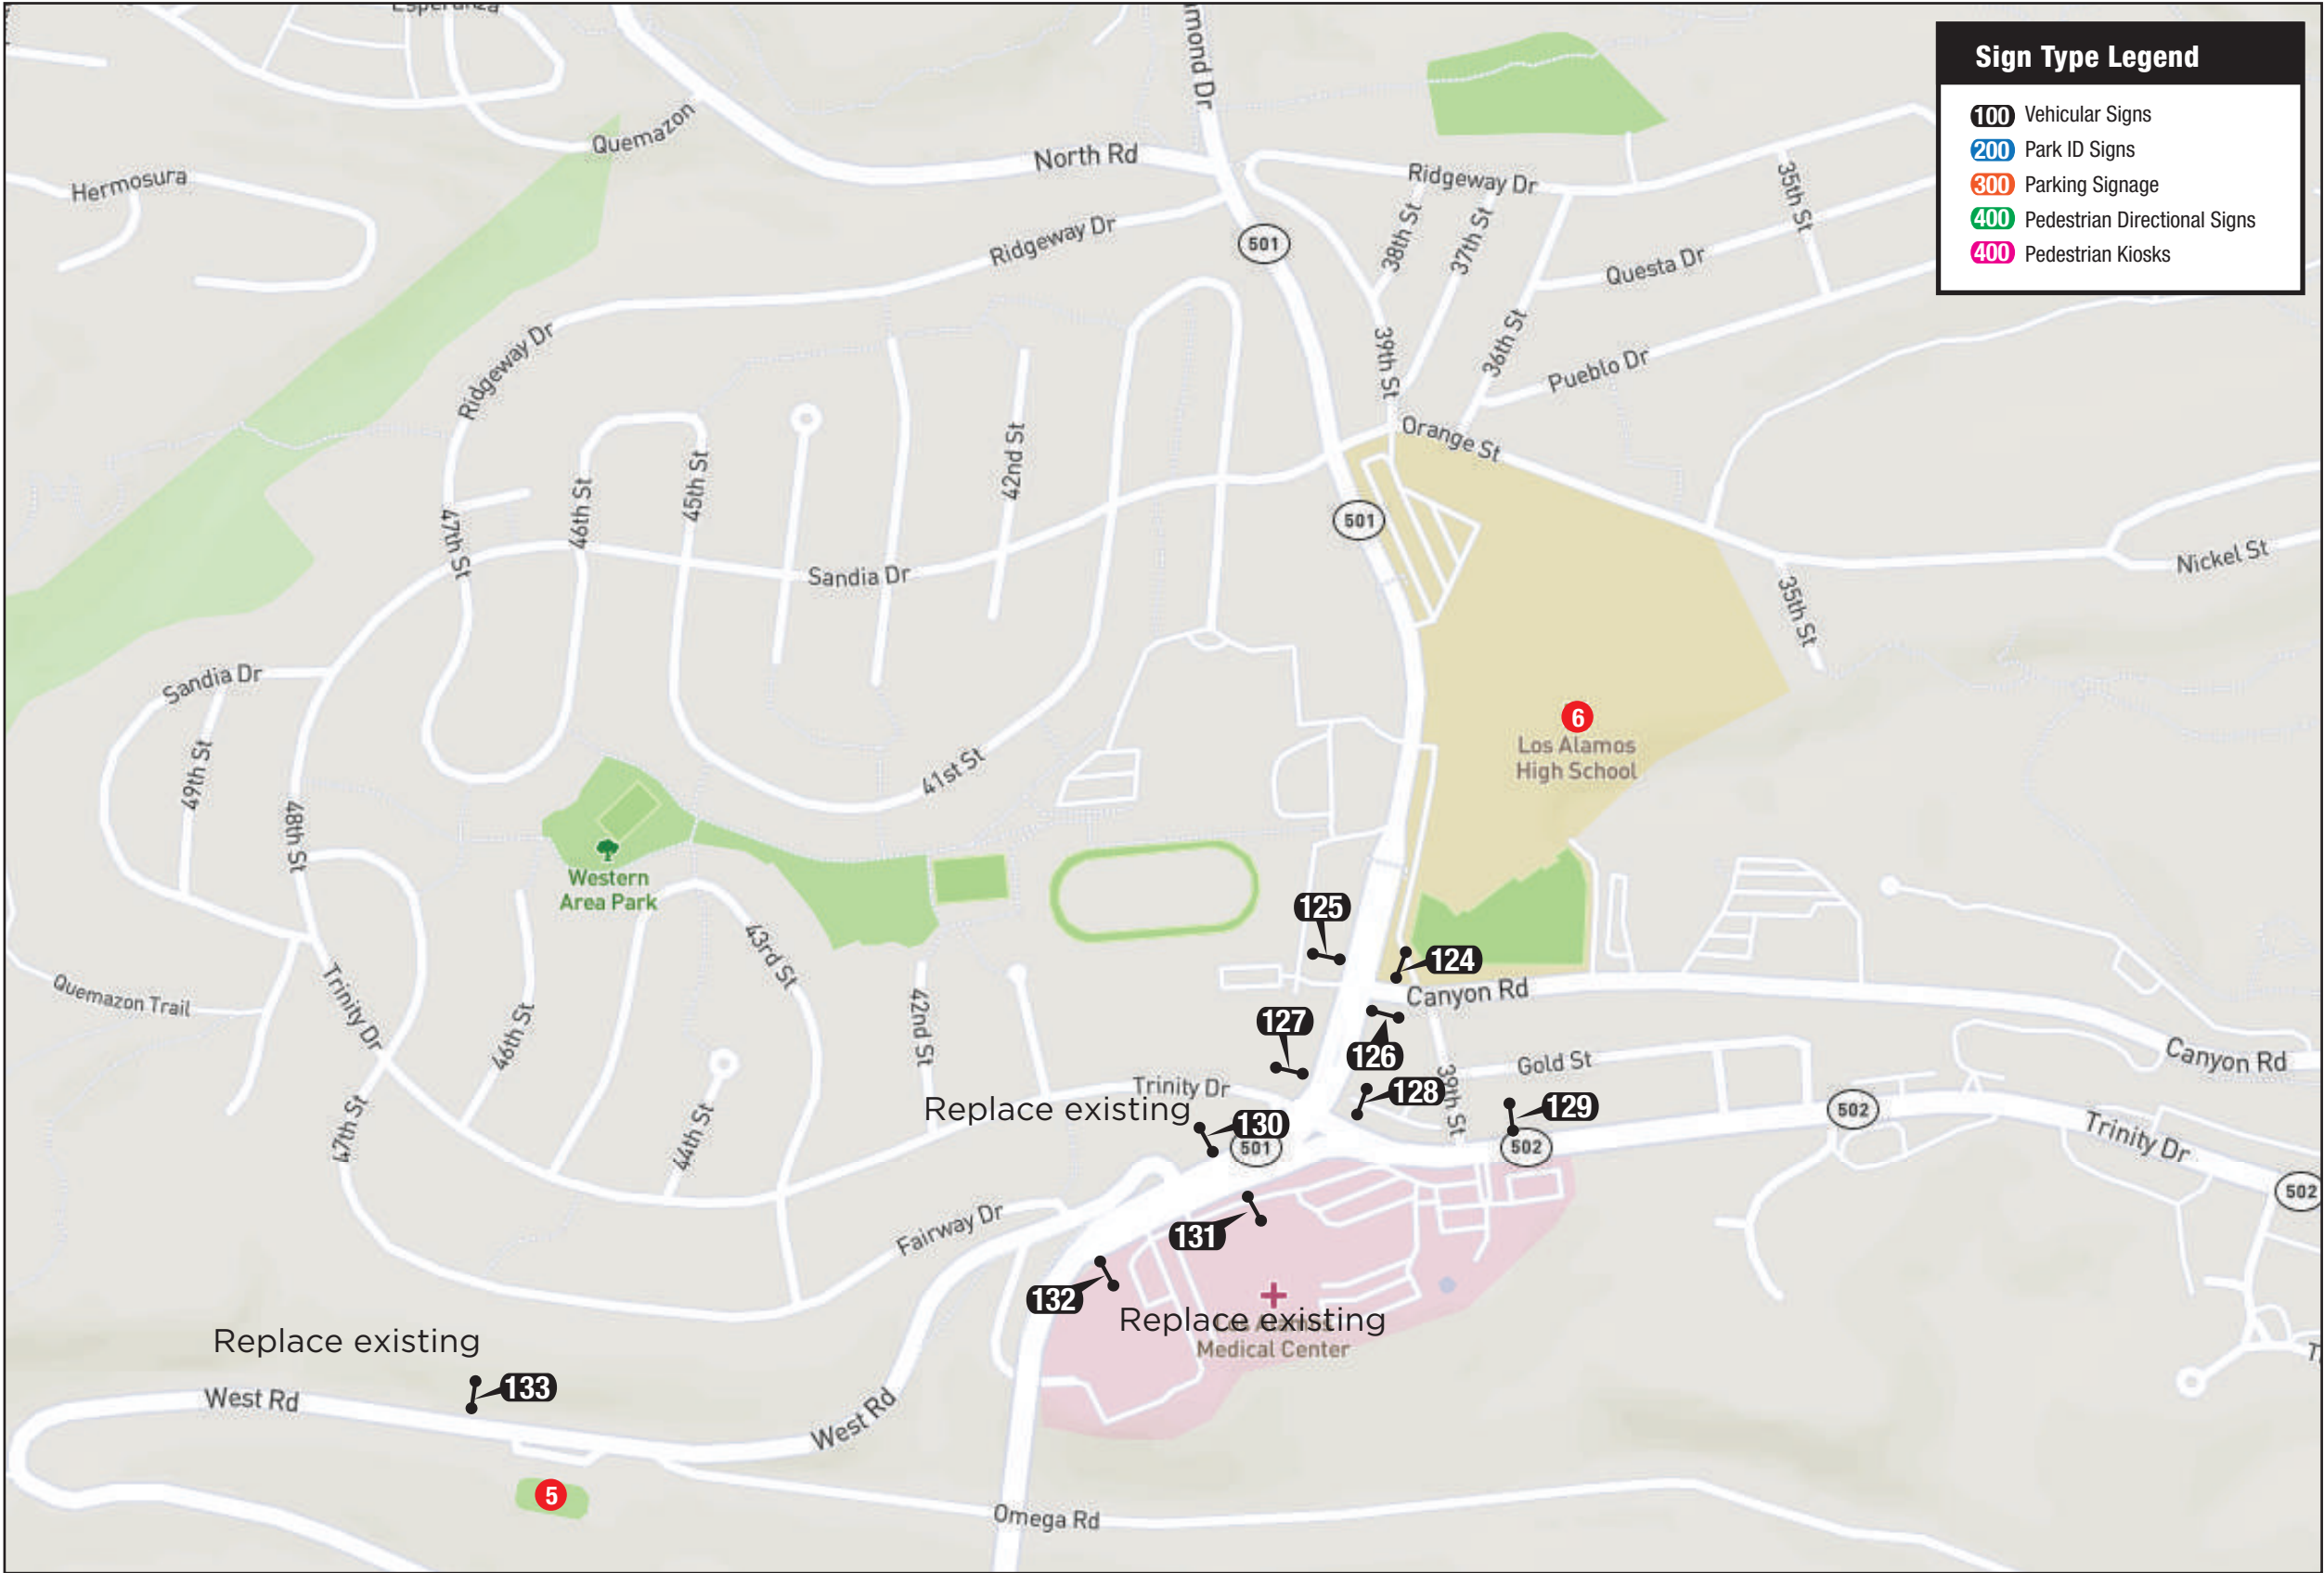 Esperanza
mond Dr
Sign Type Legend
100 Vehicular Signs
200 Park ID Signs
300 Parking Signage
400 Pedestrian Directional Signs
400 Pedestrian Kiosks
Quemazon
North Rd
Ridgeway Dr
35th St
Hermosura
38th St
37th St
Ridgeway Dr
501
Questa Dr
36th St
39th St
Ridgeway Dr
Pueblo Dr
Orange St
42nd St
45th St
46th St
501
47th St
Nickel St
Sandia Dr
35th St
Sandia Dr
6
Los Alamos
High School
49th St
41st St
48th St
Western
Area Park
125
43rd St
124
Quemazon Trail
Canyon Rd
Trinity Dr
127
42nd St
46th St
126
Gold St
Canyon Rd
Trinity Dr
128
39th St
129
502
Replace existing
130
47th St
44th St
501
502
Trinity Dr
502
Fairway Dr
131
132
Replace existing
Los Alamos
Medical Center
Replace existing
T
133
West Rd
West Rd
5
Omega Rd